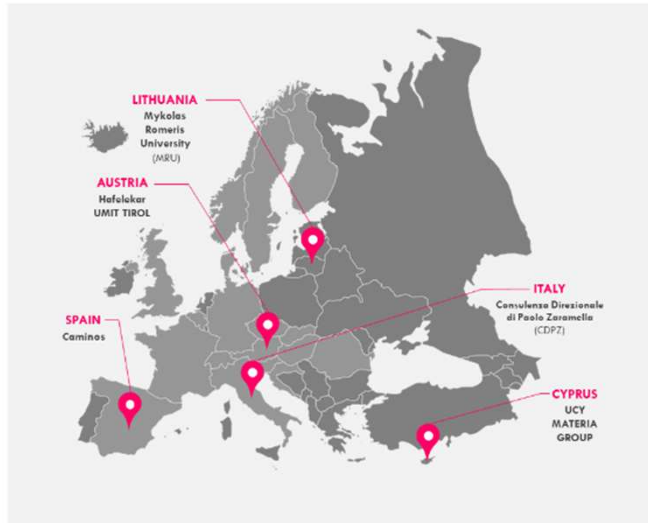 LITHUANIA
Mykolas
Romeris
University
(MRU)
AUSTRIA
Hafelekar
UMIT TIROL
ITALY
Consulenza Direzionale
di Paolo Zaramella
(CDPZ)
SPAIN
Caminos
CYPRUS
UCY
MATERIA
GROUP